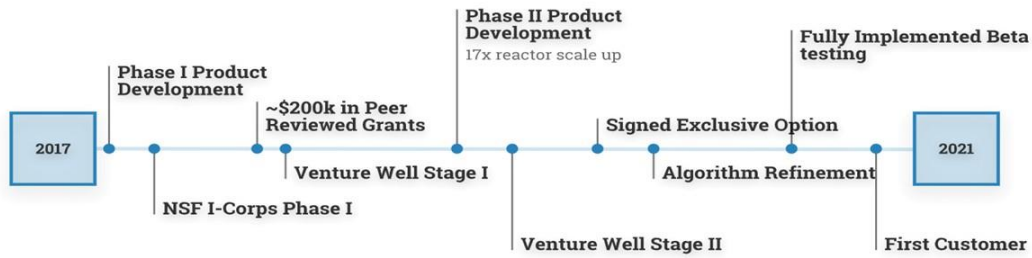 2017
Phase I Product
Development
NSF I-Corps Phase I
~$200k in Peer
Reviewed Grants
Venture Well Stage I
Phase II Product
Development
17x reactor scale up
Venture Well Stage II
Signed Exclusive Option
Algorithm Refinement
Fully Implemented Beta
testing
First Customer
2021